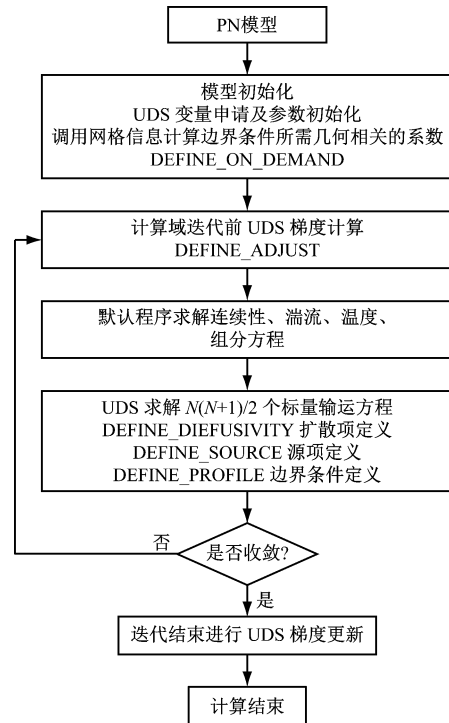 PN模型
模型初始化
UDS 变量申请及参数初始化
调用网格信息计算边界条件所需几何相关的系数
DEFINE_ON_DEMAND
计算域迭代前 UDS 梯度计算
DEFINE_ADJUST
默认程序求解连续性、湍流、温度、
组分方程
UDS 求解 N(N+1)/2 个标量输运方程
DEFINE_DIEFUSIVITY 扩散项定义
DEFINE_SOURCE 源项定义
DEFINE_PROFILE 边界条件定义
否
是否收敛?
是
迭代结束进行 UDS 梯度更新
计算结束